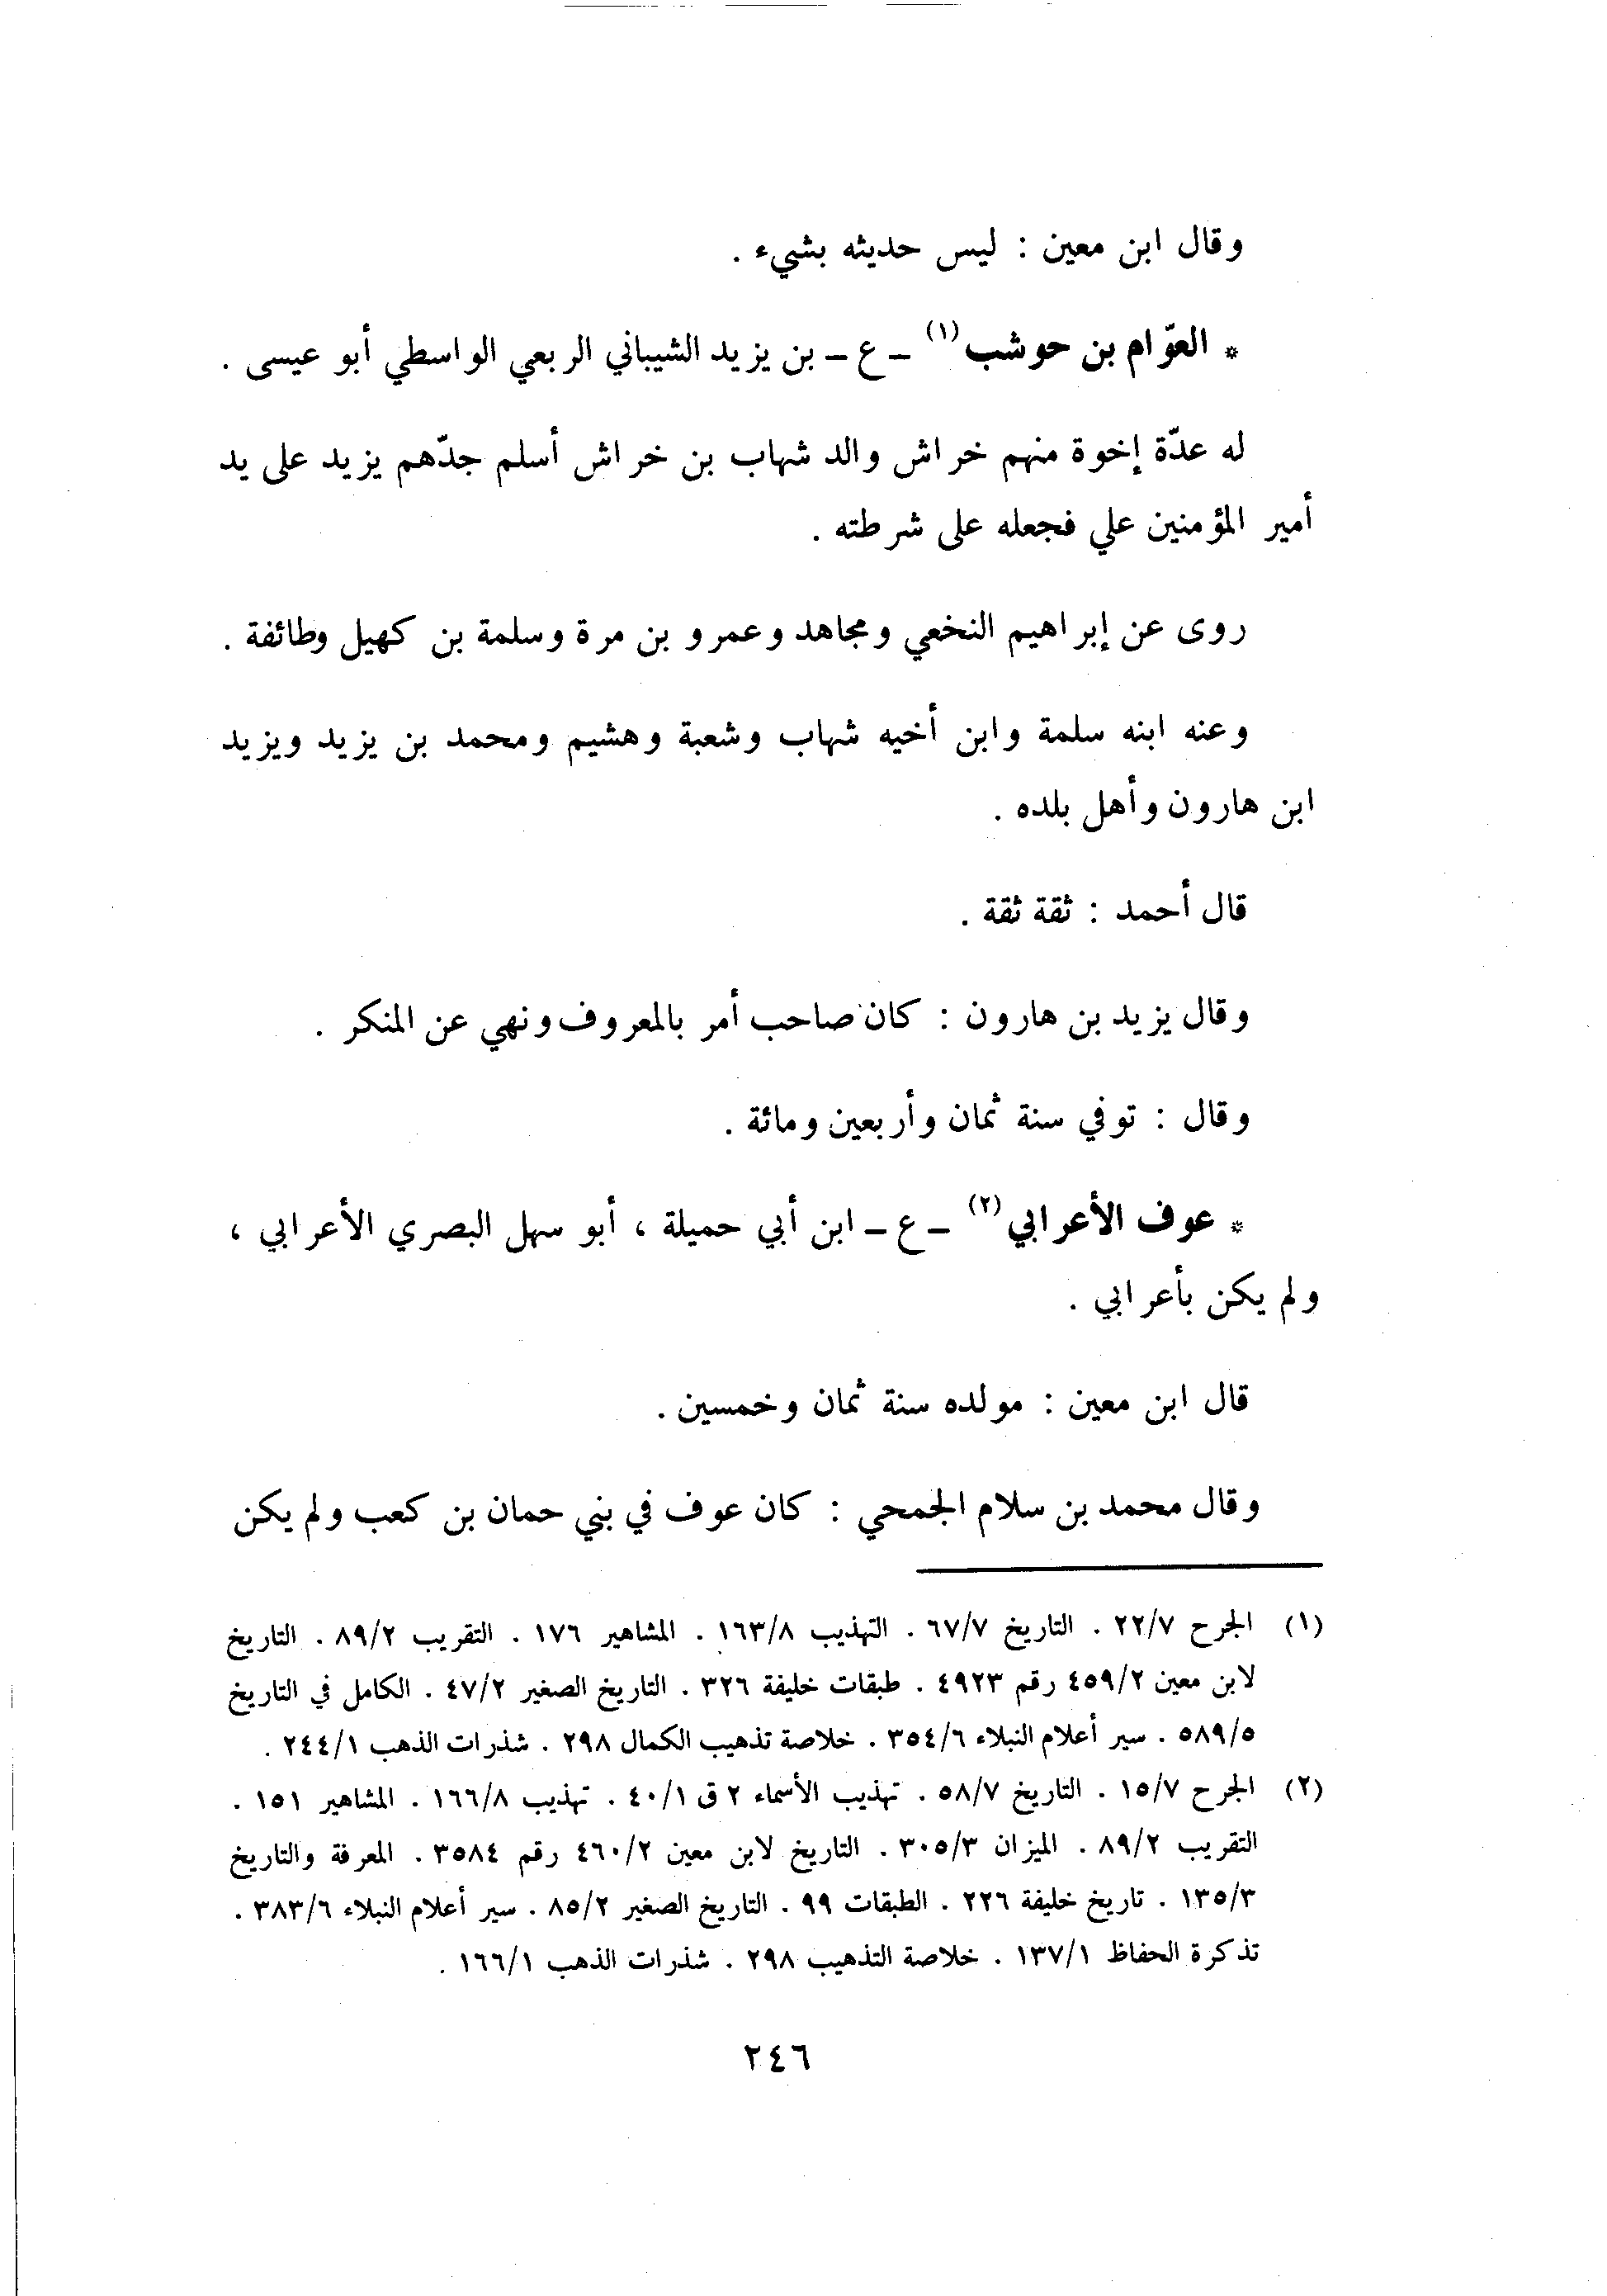 وقال ابن معين : ليس حديثه بشيء .
* العوّام بن حوشب(١) ـ ع ـ بن يزيد الشيباني الربعي الواسطي أبو عيسى .
له عدّة إخوة منهم خراش والد شهاب بن خراش أسلم جدّهم يزيد على يد
أمير المؤمنين علي فجعله على شرطته .
روى عن إبراهيم النخعي ومجاهد وعمرو بن مرة وسلمة بن كهيل وطائفة .
وعنه ابنه سلمة وابن أخيه شهاب وشعبة وهشيم ومحمد بن يزيد ويزيد
ابن هارون وأهل بلده .
قال أحمد : ثقة ثقة .
وقال يزيد بن هارون : كان صاحب أمر بالمعروف ونهي عن المنكر .
وقال : توفي سنة ثمان وأربعين ومائة .
* عوف الأعرابي(٢) ـ ع ـ ابن أبي حميلة ، أبو سهل البصري الأعرابي ،
ولم يكن بأعرابي .
قال ابن معين : مولده سنة ثمان وخمسين .
وقال محمد بن سلام الجمحي : كان عوف في بني حمان بن كعب ولم يكن
(١) الجرح ٢٢/٧ . التاريخ ٦٧/٧ . التهذيب ١٦٣/٨ . المشاهير ١٧٦ . التقريب ٨٩/٢ . التاريخ
لابن معين ٤٥٩/٢ رقم ٤٩٢٣ . طبقات خليفة ٣٢٦ . التاريخ الصغير ٤٧/٢ . الكامل في التاريخ
٥٨٩/٥ . سير أعلام النبلاء ٣٥٤/٦ . خلاصة تذهيب الكمال ٢٩٨ . شذرات الذهب ٢٤٤/١ .
(٢) الجرح ١٥/٧ . التاريخ ٥٨/٧ . تهذيب الأسماء ٢ ق ٤٠/١ . تهذيب ١٦٦/٨ . المشاهير ١٥١ .
التقريب ٨٩/٢ . الميزان ٣٠٥/٣ . التاريخ لابن معين ٤٦٠/٢ رقم ٣٥٨٤ . المعرفة والتاريخ
١٣٥/٣ . تاريخ خليفة ٢٢٦ . الطبقات ٩٩ . التاريخ الصغير ٨٥/٢ . سير أعلام النبلاء ٣٨٣/٦ .
تذكرة الحفاظ ١٣٧/١ . خلاصة التذهيب ٢٩٨ . شذرات الذهب ١٦٦/١ .
٢٤٦